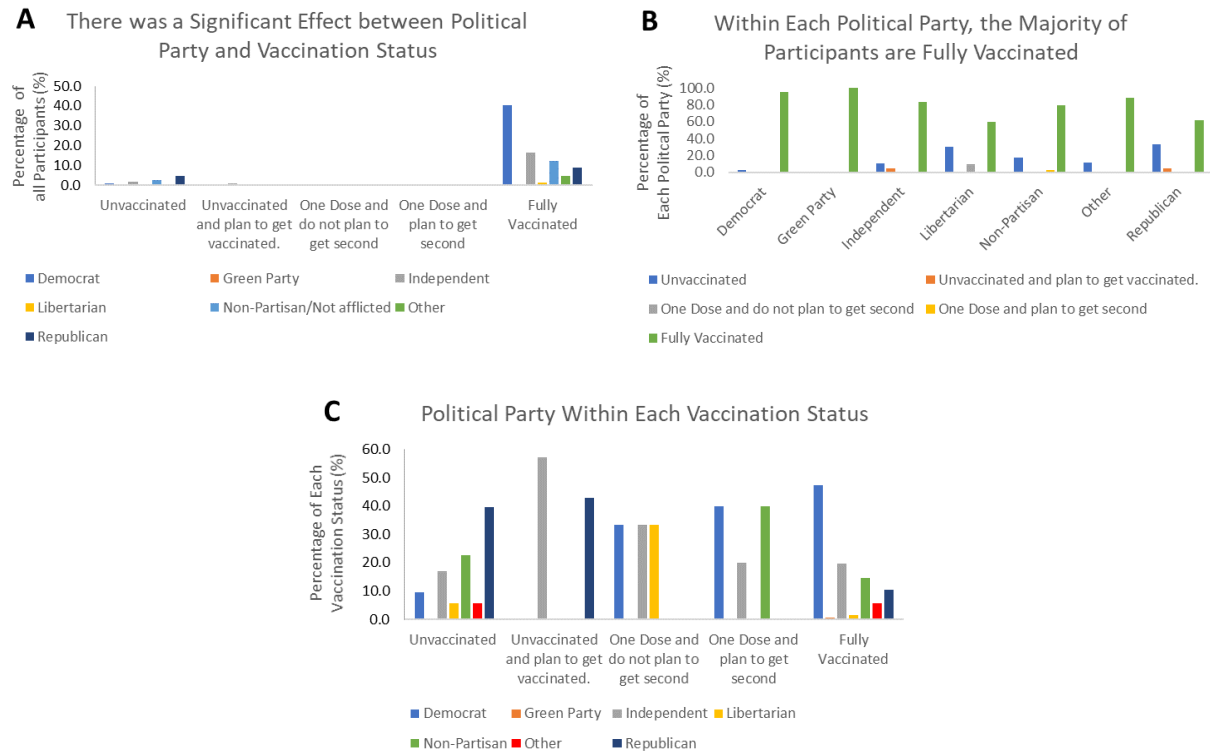 A
There was a Significant Effect between Political
Party and Vaccination Status
Percentage of
all Participants (%)
50.0
40.0
30.0
20.0
10.0
0.0
Unvaccinated
Unvaccinated
and plan to get
vaccinated.
One Dose and
do not plan to
get second
One Dose and
plan to get
second
Fully
Vaccinated
Democrat
Green Party
Independent
Libertarian
Non-Partisan/Not afflicted
Other
Republican
B
Within Each Political Party, the Majority of
Participants are Fully Vaccinated
Percentage of
Each Politcal Party (%)
100.0
80.0
60.0
40.0
20.0
0.0
Democrat
Green Party
Independent
Libertarian
Non-Partisan
Other
Republican
Unvaccinated
Unvaccinated and plan to get vaccinated.
One Dose and do not plan to get second
One Dose and plan to get second
Fully Vaccinated
C
Political Party Within Each Vaccination Status
Percentage of Each
Vaccination Status (%)
60.0
50.0
40.0
30.0
20.0
10.0
0.0
Unvaccinated
Unvaccinated
and plan to get
vaccinated.
One Dose and
do not plan to
get second
One Dose and
plan to get
second
Fully
Vaccinated
Democrat
Green Party
Independent
Libertarian
Non-Partisan
Other
Republican